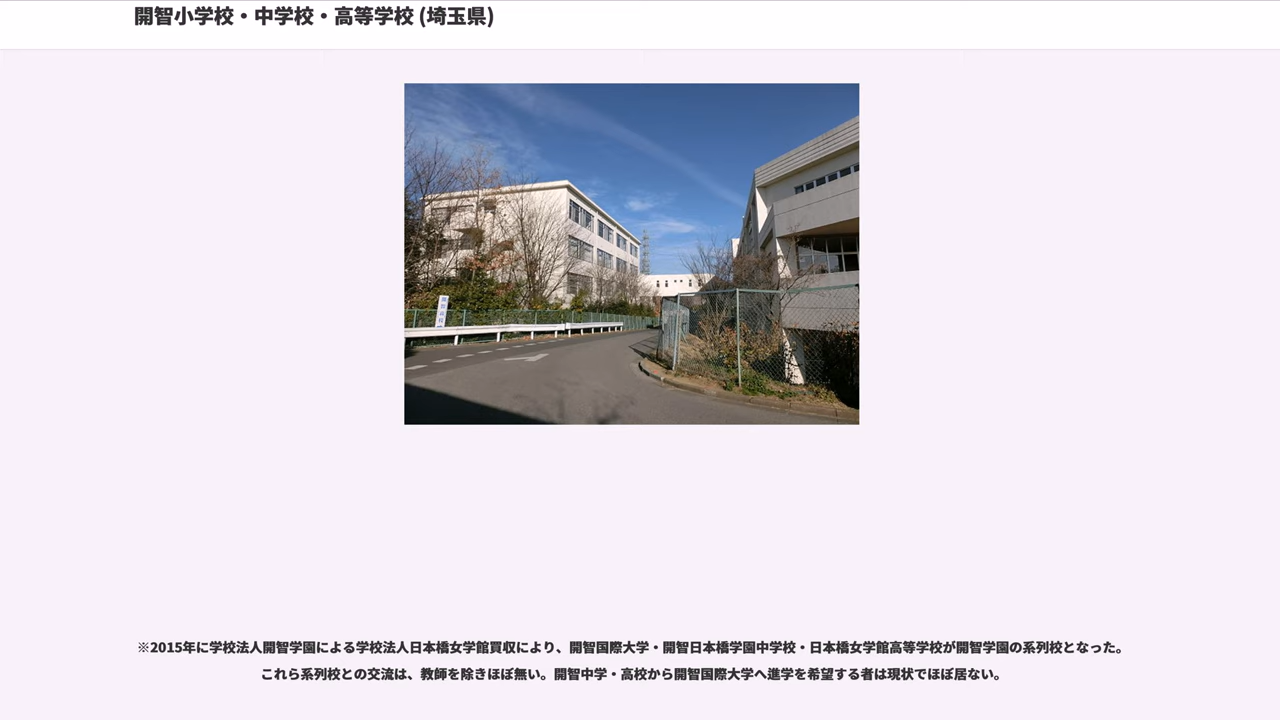 開智小学校・中学校・高等学校 (埼玉県)
開智高校
※2015年に学校法人開智学園による学校法人日本橋女学館買収により、開智国際大学・開智日本橋学園中学校・日本橋女学館高等学校が開智学園の系列校となった。
これら系列校との交流は、教師を除きほぼ無い。開智中学・高校から開智国際大学へ進学を希望する者は現状でほぼ居ない。